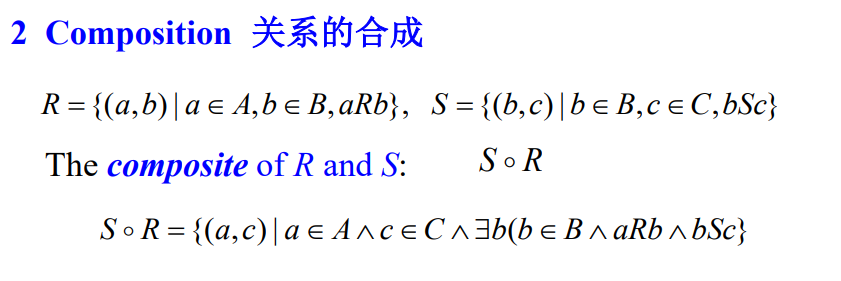 2 Composition 关系的合成
R = {(a,b) | a ∈ A, b ∈ B, aRb}, S = {(b,c) | b ∈ B, c ∈ C, bSc}
The composite of R and S: S ∘ R
S ∘ R = {(a,c) | a ∈ A ∧ c ∈ C ∧ ∃b(b ∈ B ∧ aRb ∧ bSc}